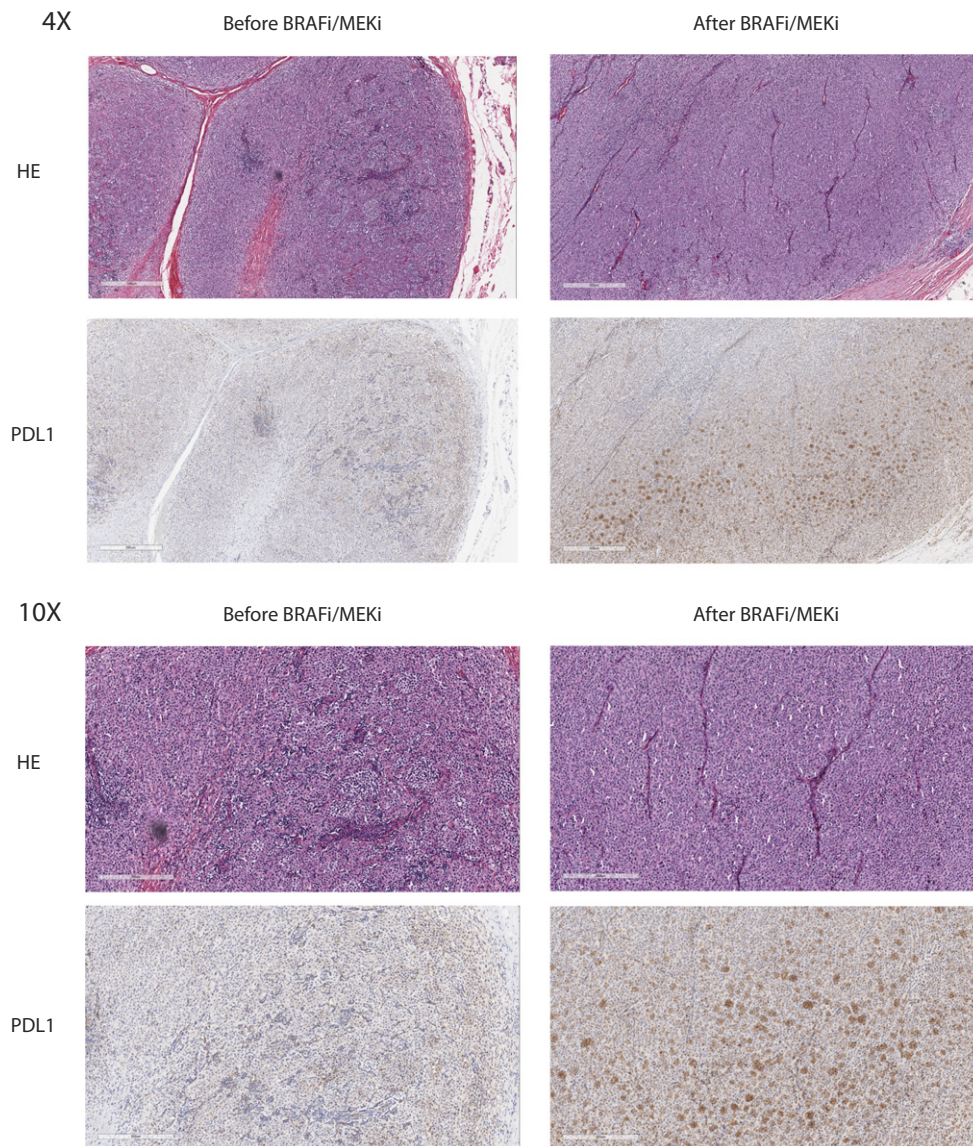 4X
Before BRAFi/MEKi
After BRAFi/MEKi
HE
PDL1
10X
Before BRAFi/MEKi
After BRAFi/MEKi
HE
PDL1